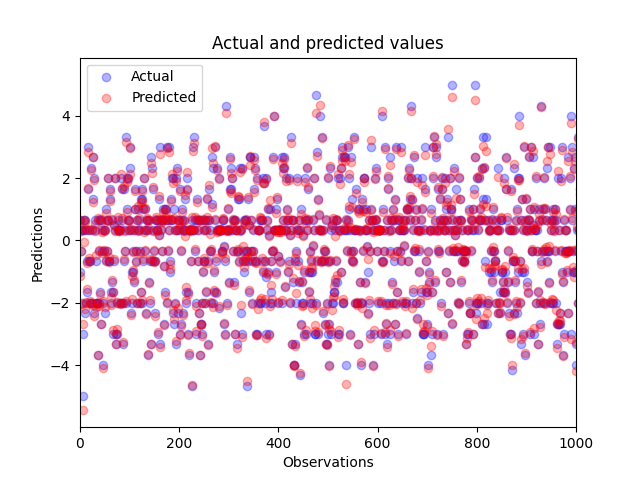 Actual and predicted values
Actual
Predicted
Predictions
4
2
0
−2
−4
0 200 400 600 800 1000
Observations